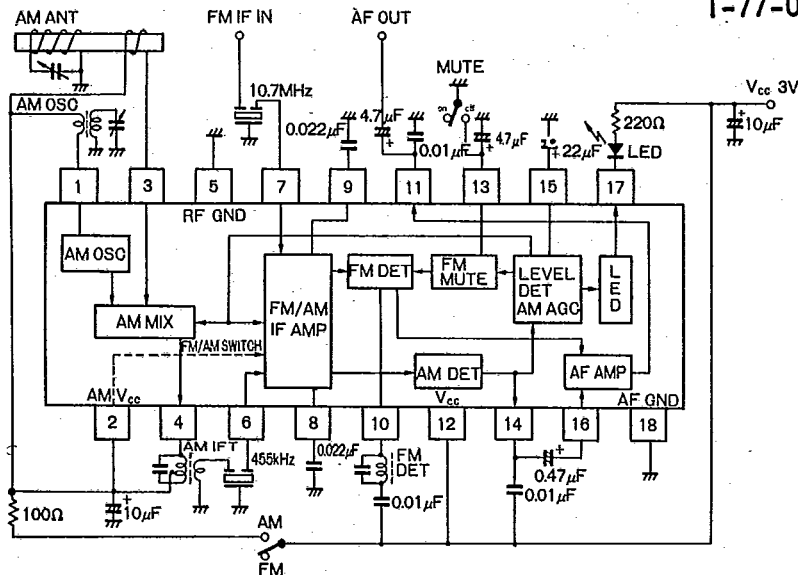 T-77-0
AM ANT
FM IF IN
AF OUT
10.7MHz
MUTE
on
off
Vcc 3V
AM OSC
0.022μF
4.7μF
+
0.01μF
4.7μF
+
+
22μF
220Ω
LED
+
10μF
1
3
5
7
9
11
13
15
17
RF GND
AM OSC
AM MIX
FM/AM
IF AMP
FM DET
FM
MUTE
LEVEL
DET
AM AGC
LED
FM/AM SWITCH
AM DET
AF AMP
AM Vcc
Vcc
AF GND
2
4
6
8
10
12
14
16
18
AM IFT
455kHz
0.022μF
FM
DET
0.01μF
+
0.47μF
0.01μF
100Ω
+
10μF
AM
FM